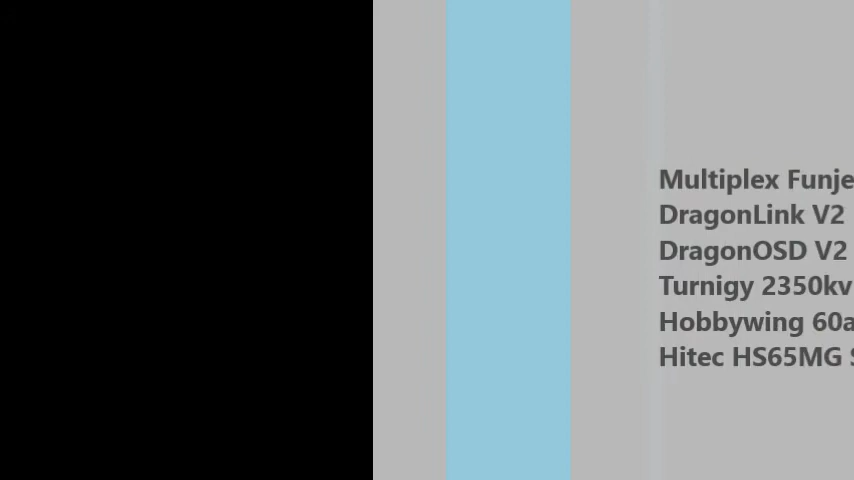 Multiplex Funje
DragonLink V2
DragonOSD V2
Turnigy 2350kv
Hobbywing 60a
Hitec HS65MG S